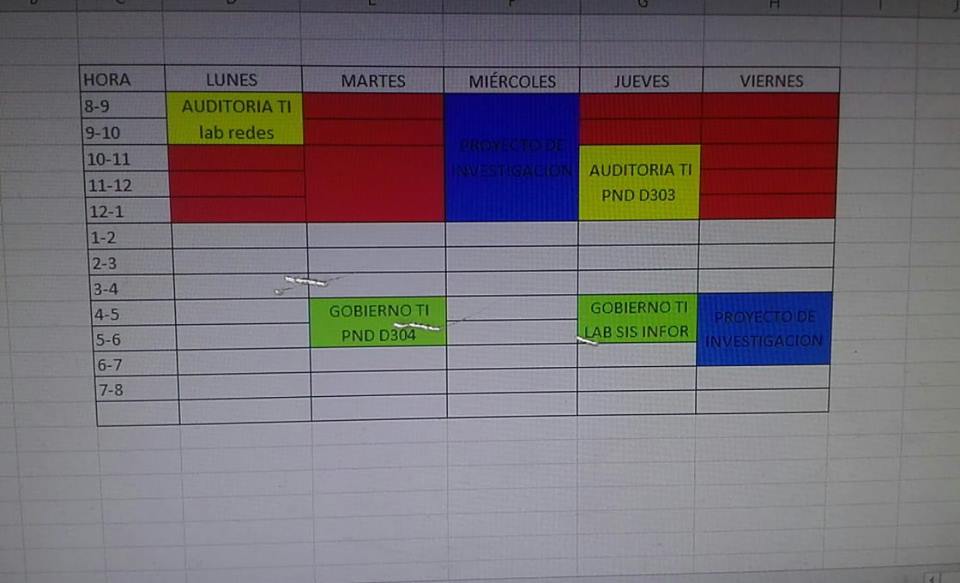 HORA LUNES MARTES MIÉRCOLES JUEVES VIERNES
8-9 AUDITORIA TI
9-10 lab redes PROYECTO DE
10-11 INVESTIGACION AUDITORIA TI
11-12 PND D303
12-1
1-2
2-3
3-4
4-5 GOBIERNO TI GOBIERNO TI PROYECTO DE
5-6 PND D304 LAB SIS INFOR INVESTIGACION
6-7
7-8